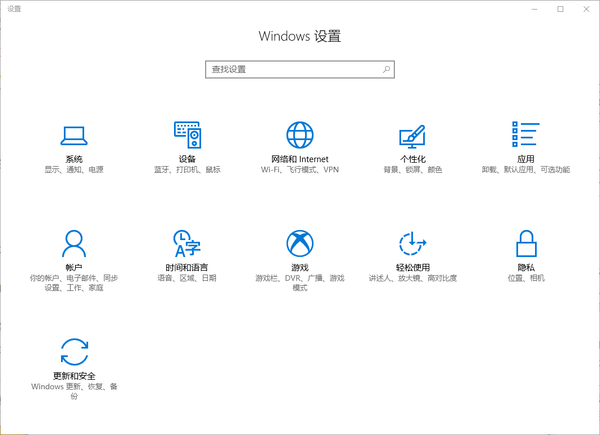 设置
Windows 设置
查找设置
系统
显示、通知、电源
设备
蓝牙、打印机、鼠标
网络和 Internet
Wi-Fi、飞行模式、VPN
个性化
背景、锁屏、颜色
应用
卸载、默认应用、可选功能
帐户
你的帐户、电子邮件、同步
设置、工作、家庭
A字
时间和语言
语音、区域、日期
游戏
游戏栏、DVR、广播、游戏
模式
轻松使用
讲述人、放大镜、高对比度
隐私
位置、相机
更新和安全
Windows 更新、恢复、备
份